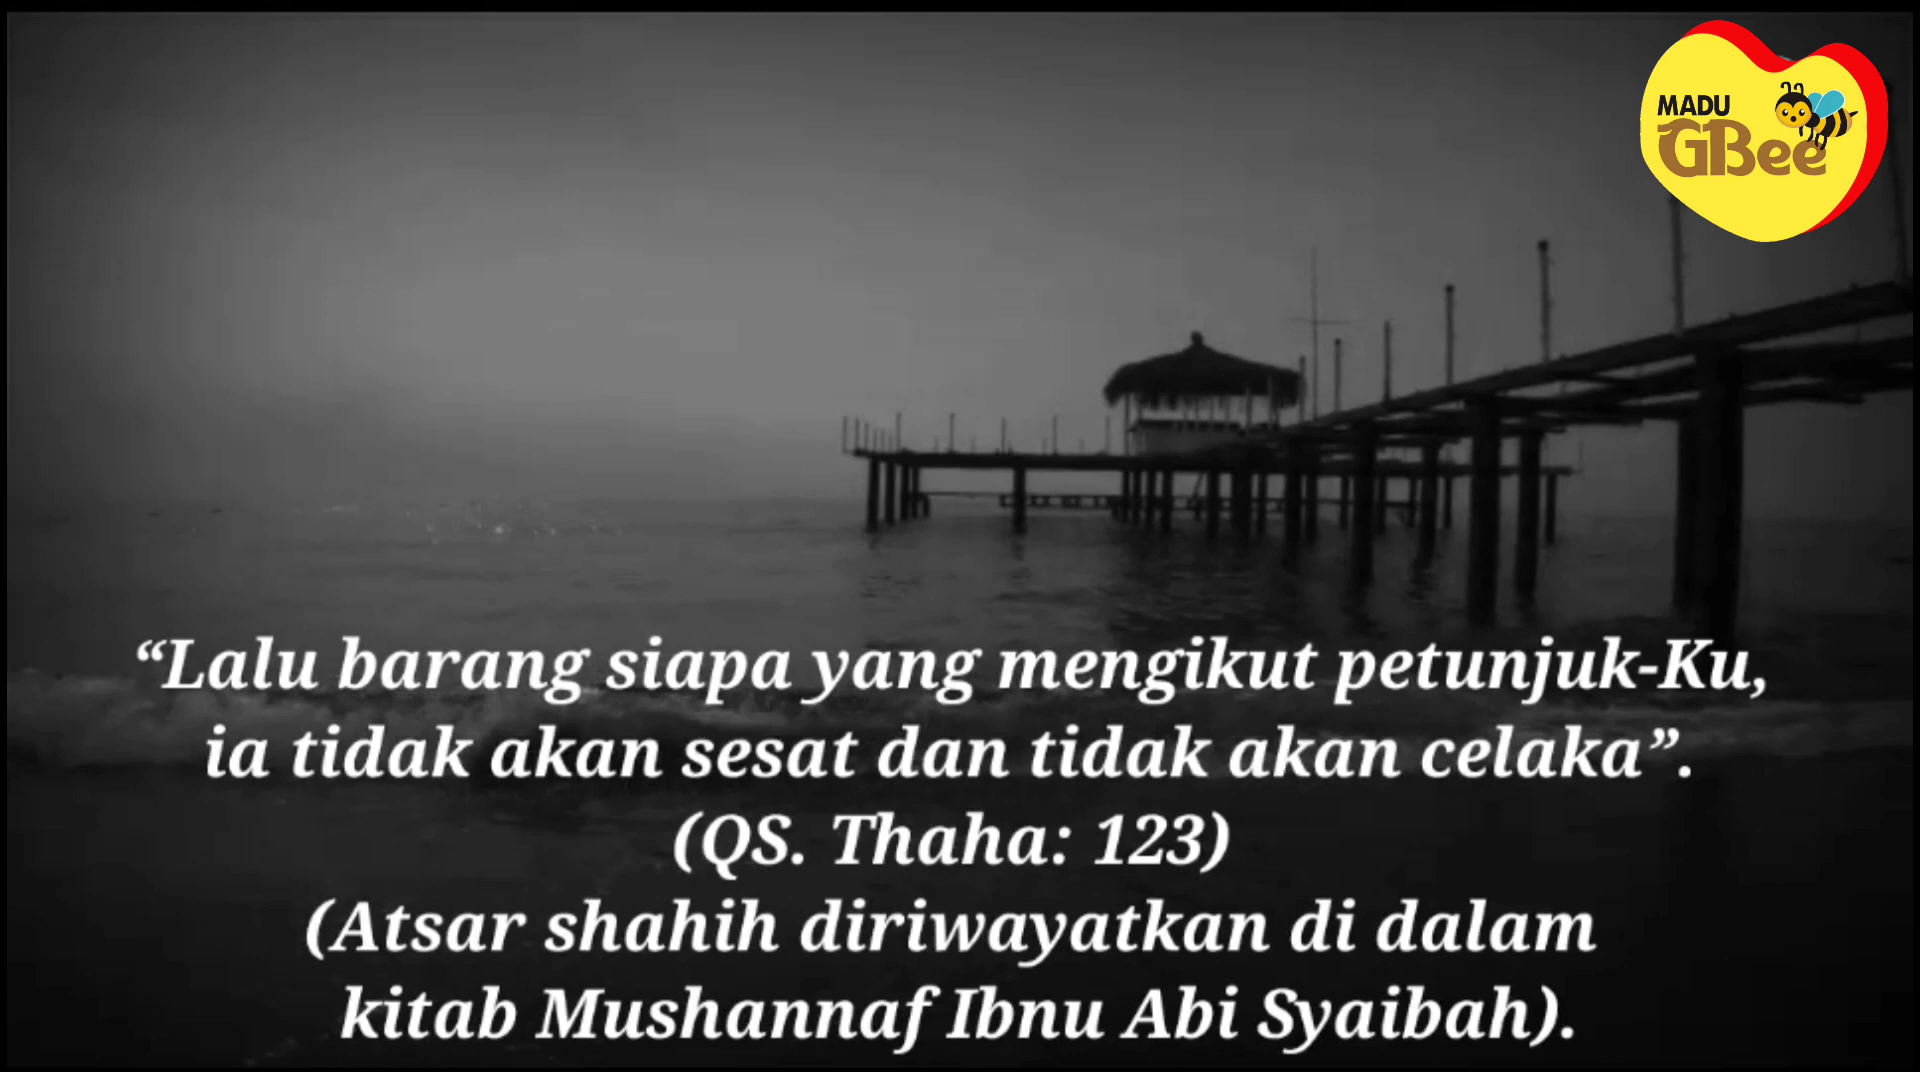 MADU
GBee
“Lalu barang siapa yang mengikut petunjuk-Ku,
ia tidak akan sesat dan tidak akan celaka”.
(QS. Thaha: 123)
(Atsar shahih diriwayatkan di dalam
kitab Mushannaf Ibnu Abi Syaibah).